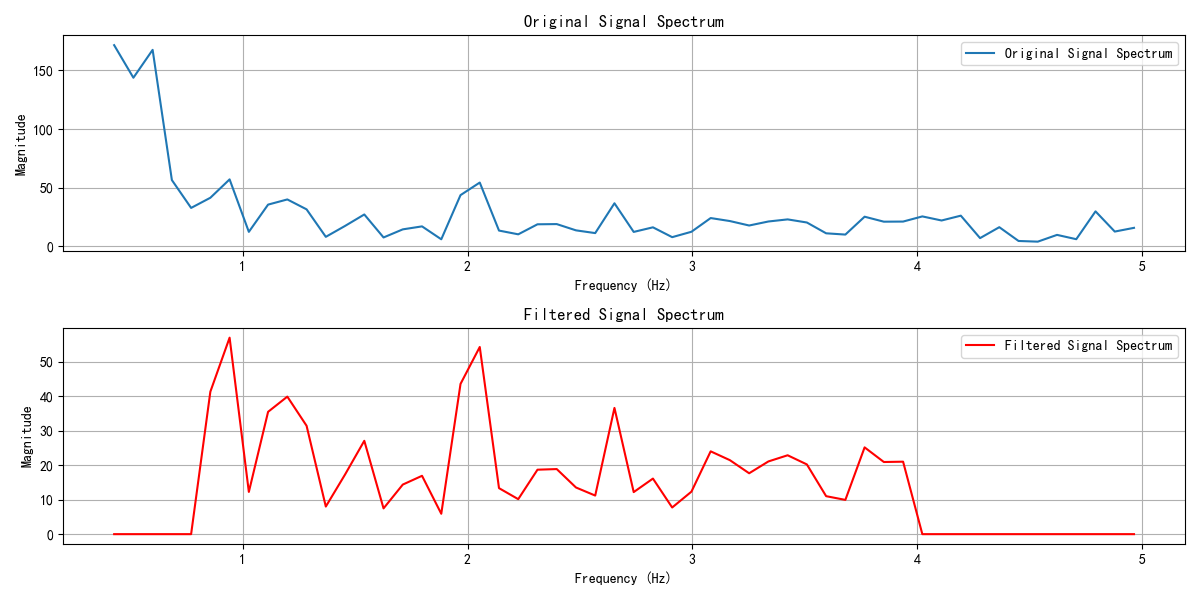 Original Signal Spectrum
Original Signal Spectrum
Magnitude
150
100
50
0
1
2
3
4
5
Frequency (Hz)
Filtered Signal Spectrum
Filtered Signal Spectrum
Magnitude
50
40
30
20
10
0
1
2
3
4
5
Frequency (Hz)